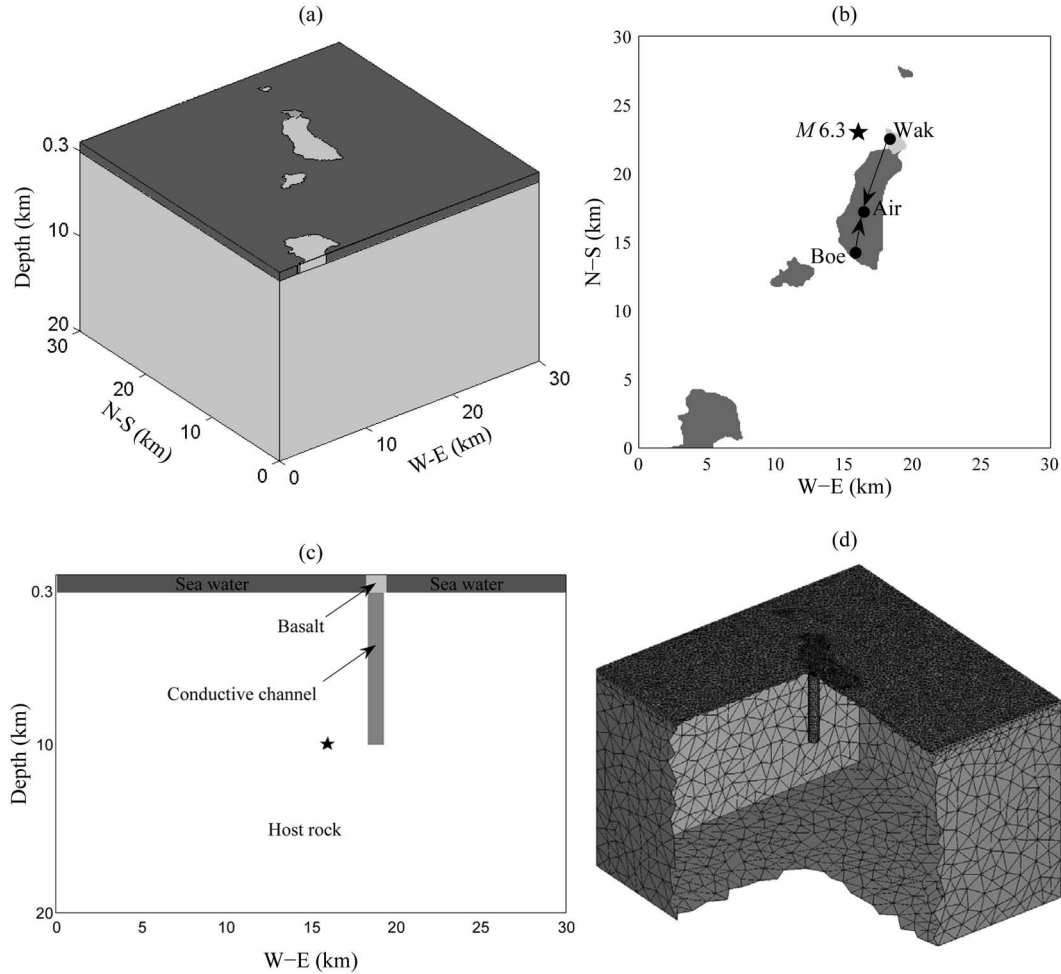 (a)
0.3
10
20
30
20
10
0
0
10
20
30
Depth (km)
N-S (km)
W-E (km)
(b)
30
25
20
15
10
5
0
0
5
10
15
20
25
30
N−S (km)
W−E (km)
M 6.3
Wak
Air
Boe
(c)
0.3
10
20
0
5
10
15
20
25
30
Depth (km)
W−E (km)
Sea water
Sea water
Basalt
Conductive channel
Host rock
(d)